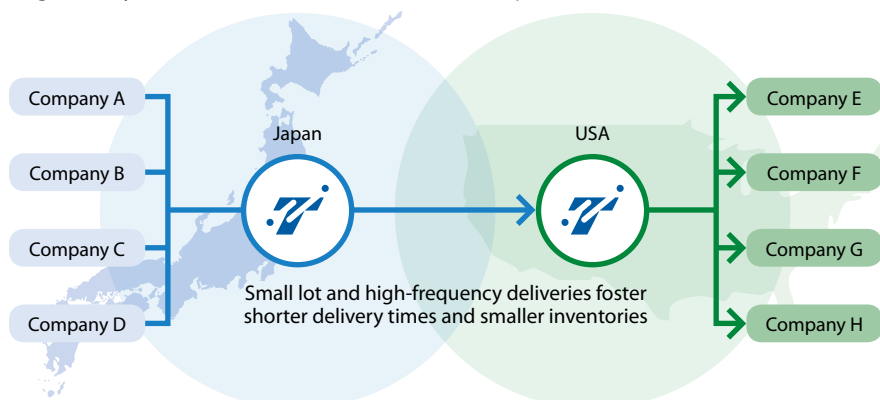 Company A
Company B
Company C
Company D
Japan
USA
Small lot and high-frequency deliveries foster
shorter delivery times and smaller inventories
Company E
Company F
Company G
Company H